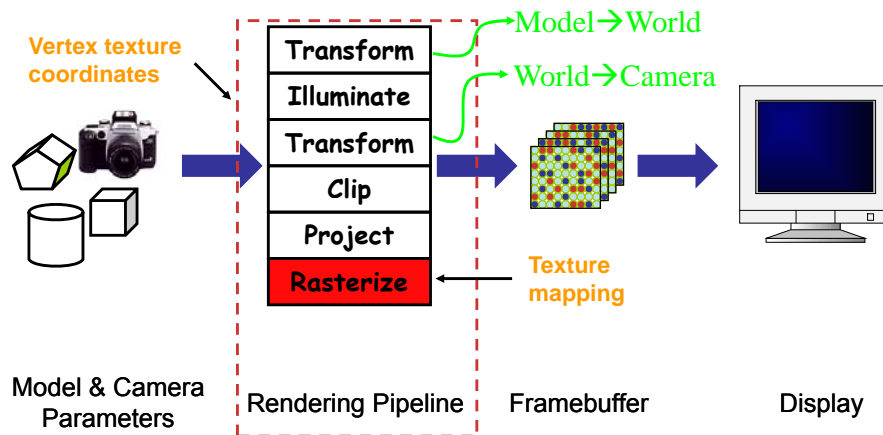 Vertex texture
coordinates
Transform
Illuminate
Transform
Clip
Project
Rasterize
Model→World
World→Camera
Texture
mapping
Model & Camera
Parameters
Rendering Pipeline
Framebuffer
Display